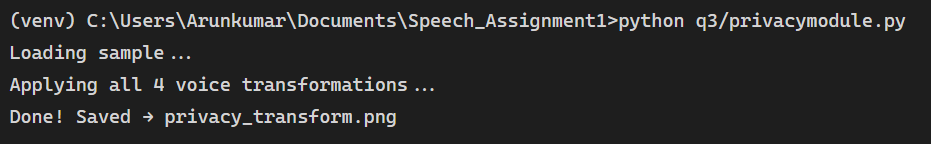 (venv) C:\Users\Arunkumar\Documents\Speech_Assignment1>python q3/privacymodule.py
Loading sample...
Applying all 4 voice transformations...
Done! Saved → privacy_transform.png